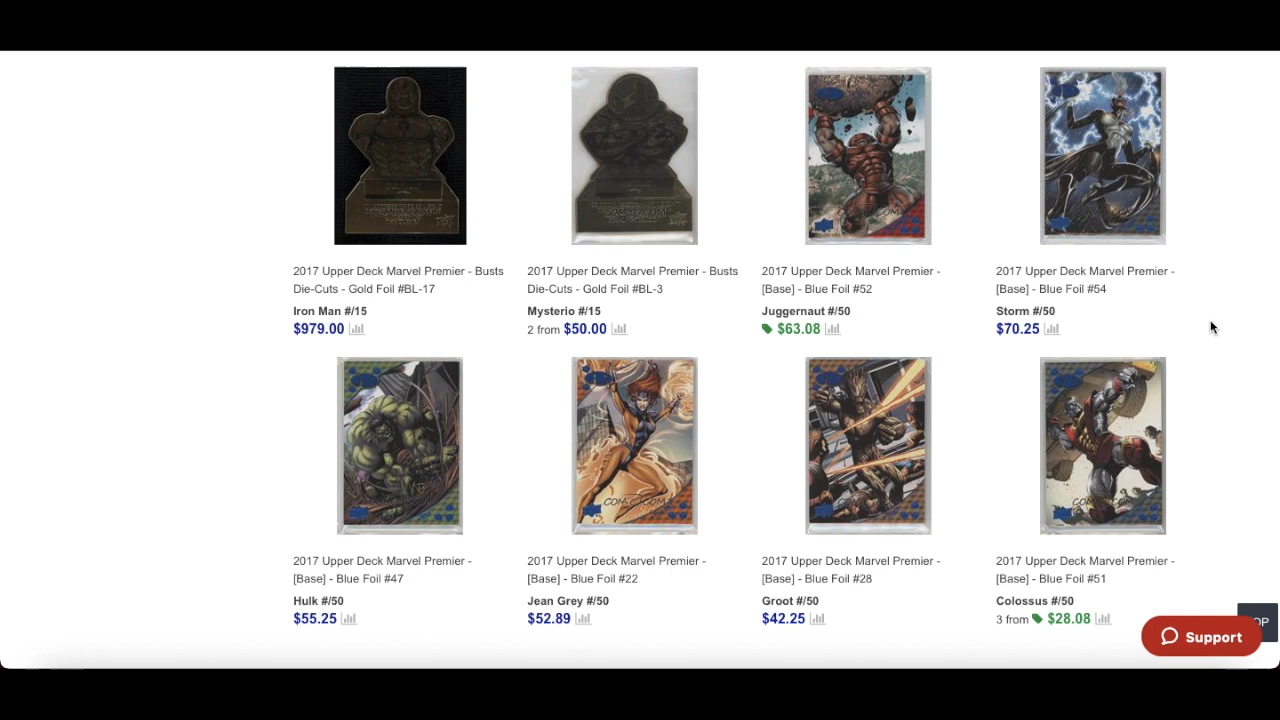 2017 Upper Deck Marvel Premier - Busts
Die-Cuts - Gold Foil #BL-17
Iron Man #/15
$979.00
2017 Upper Deck Marvel Premier - Busts
Die-Cuts - Gold Foil #BL-3
Mysterio #/15
2 from $50.00
2017 Upper Deck Marvel Premier -
[Base] - Blue Foil #52
Juggernaut #/50
$63.08
2017 Upper Deck Marvel Premier -
[Base] - Blue Foil #54
Storm #/50
$70.25
2017 Upper Deck Marvel Premier -
[Base] - Blue Foil #47
Hulk #/50
$55.25
COMC.COM
2017 Upper Deck Marvel Premier -
[Base] - Blue Foil #22
Jean Grey #/50
$52.89
2017 Upper Deck Marvel Premier -
[Base] - Blue Foil #28
Groot #/50
$42.25
2017 Upper Deck Marvel Premier -
[Base] - Blue Foil #51
Colossus #/50
3 from $28.08
OP
Support